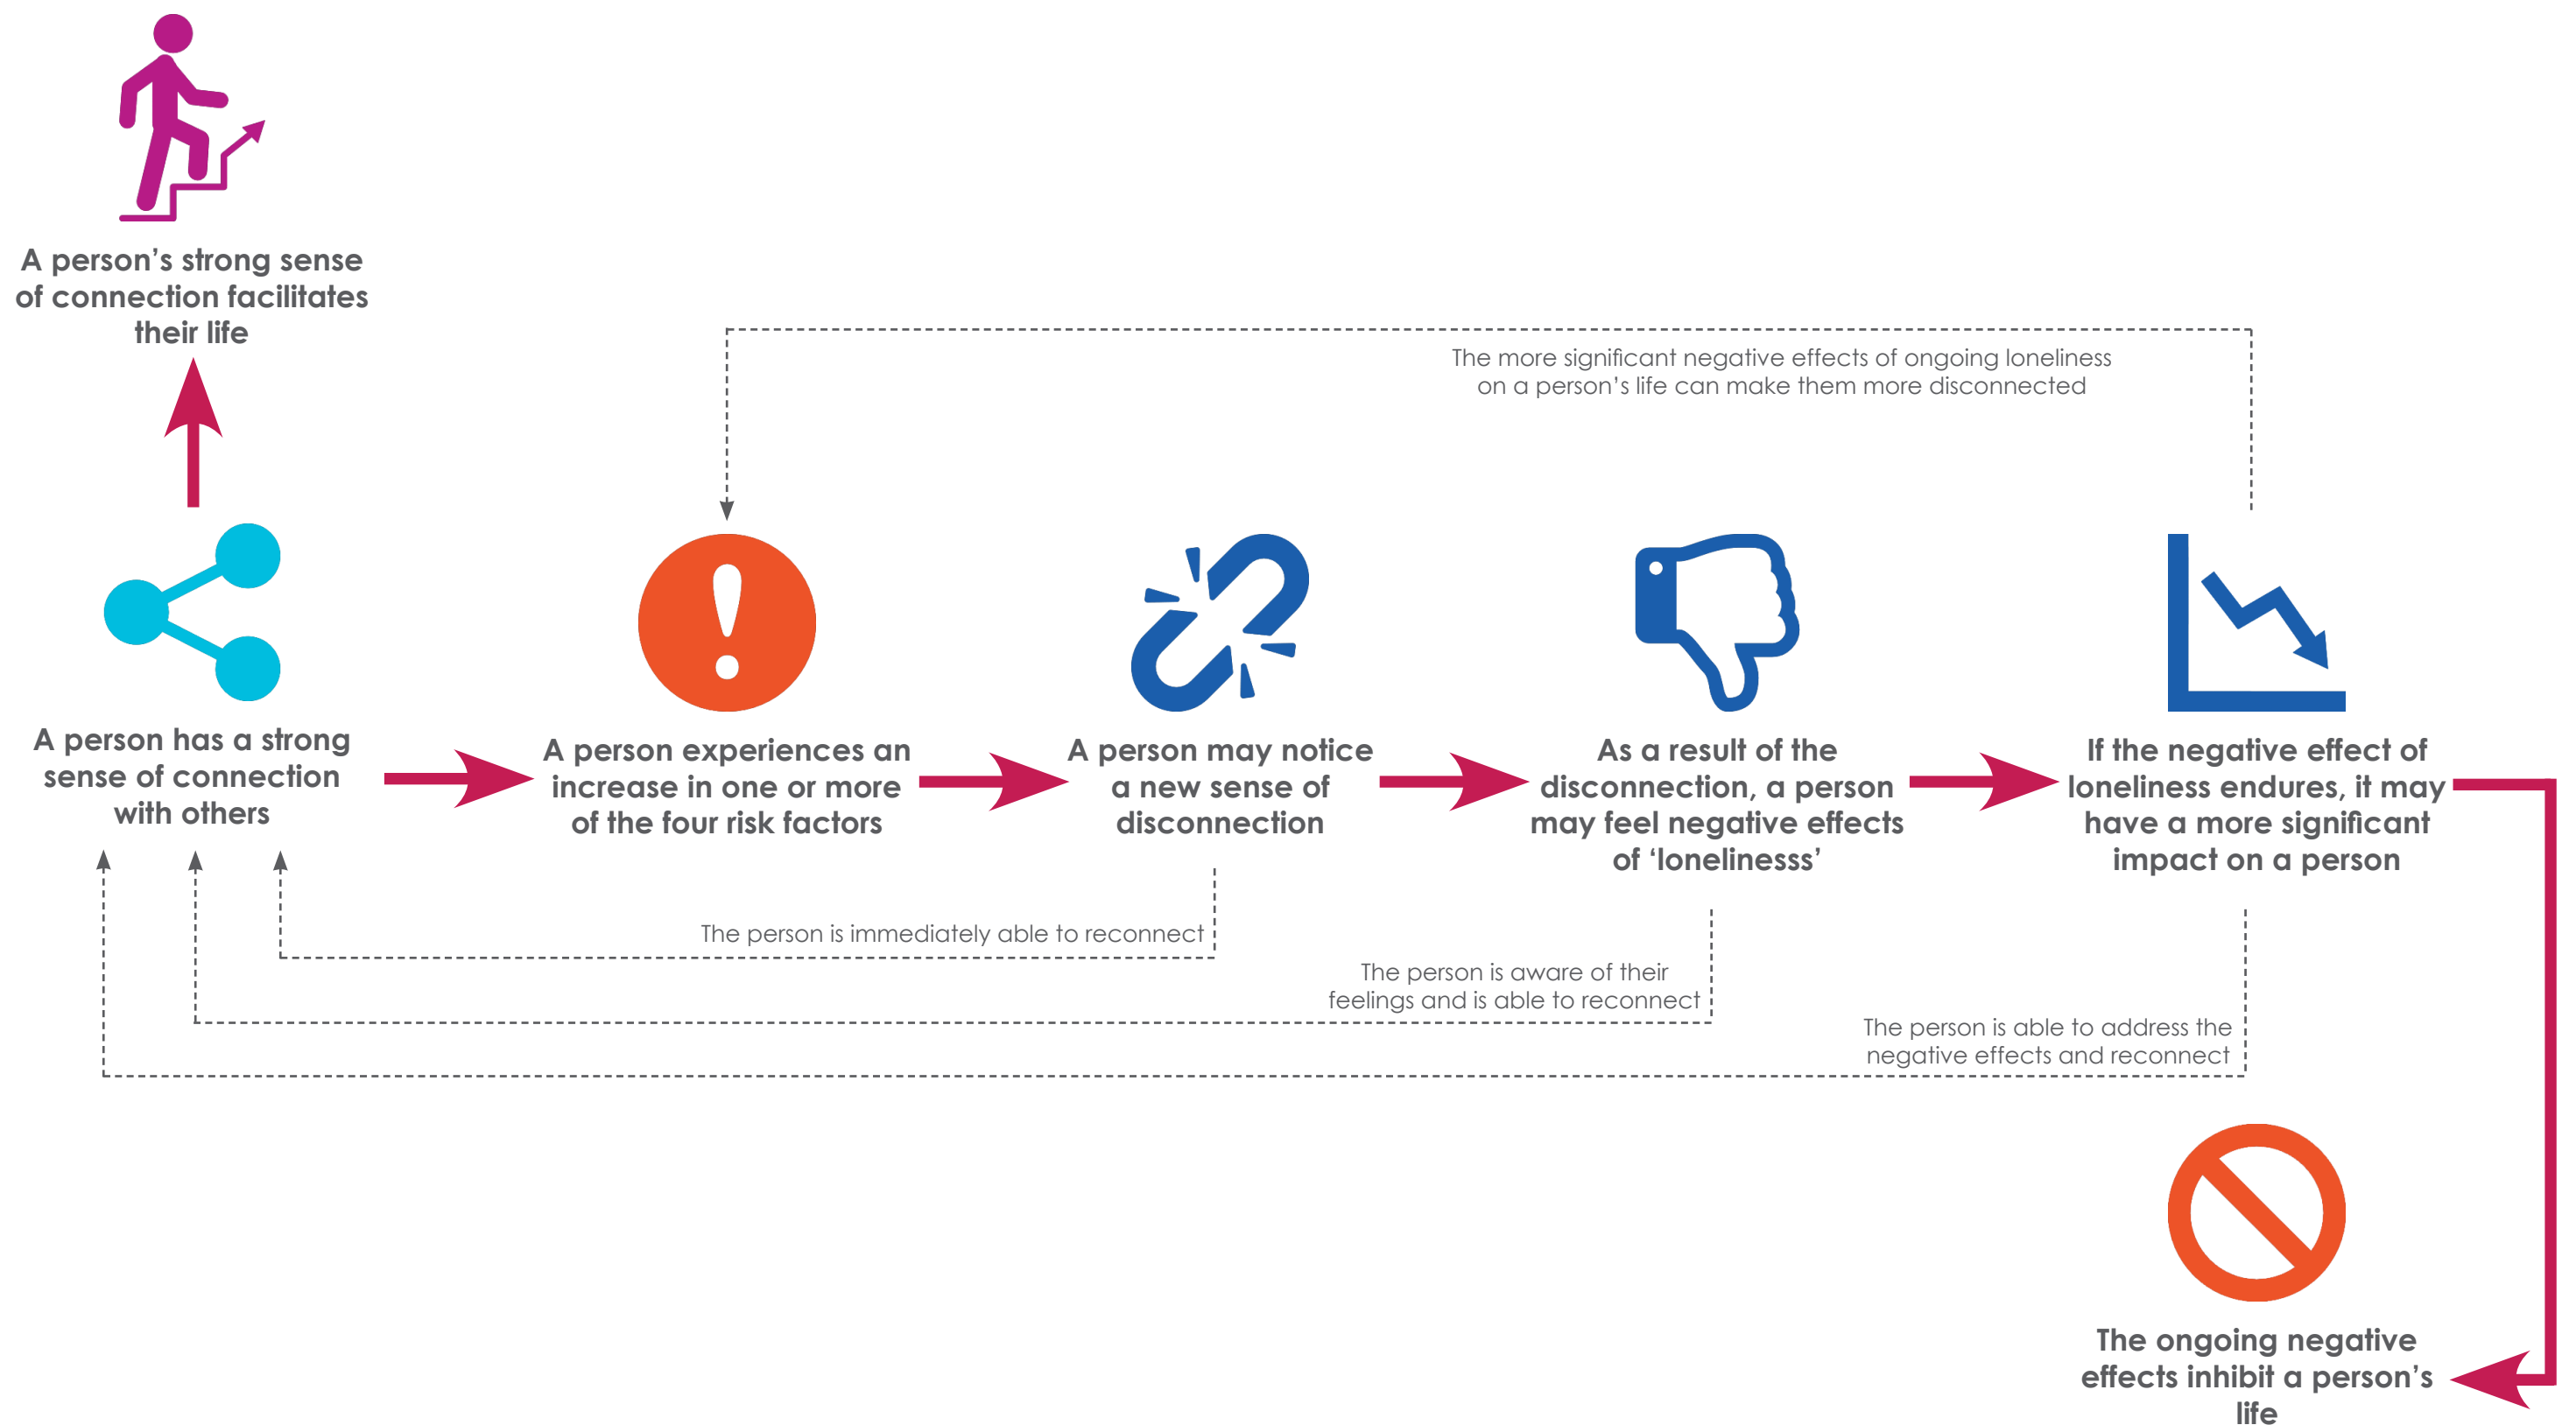 A person’s strong sense
of connection facilitates
their life
The more significant negative effects of ongoing loneliness
on a person’s life can make them more disconnected
A person has a strong
sense of connection
with others
A person experiences an
increase in one or more
of the four risk factors
A person may notice
a new sense of
disconnection
As a result of the
disconnection, a person
may feel negative effects
of ‘lonelinesss’
If the negative effect of
loneliness endures, it may
have a more significant
impact on a person
The person is immediately able to reconnect
The person is aware of their
feelings and is able to reconnect
The person is able to address the
negative effects and reconnect
The ongoing negative
effects inhibit a person’s
life